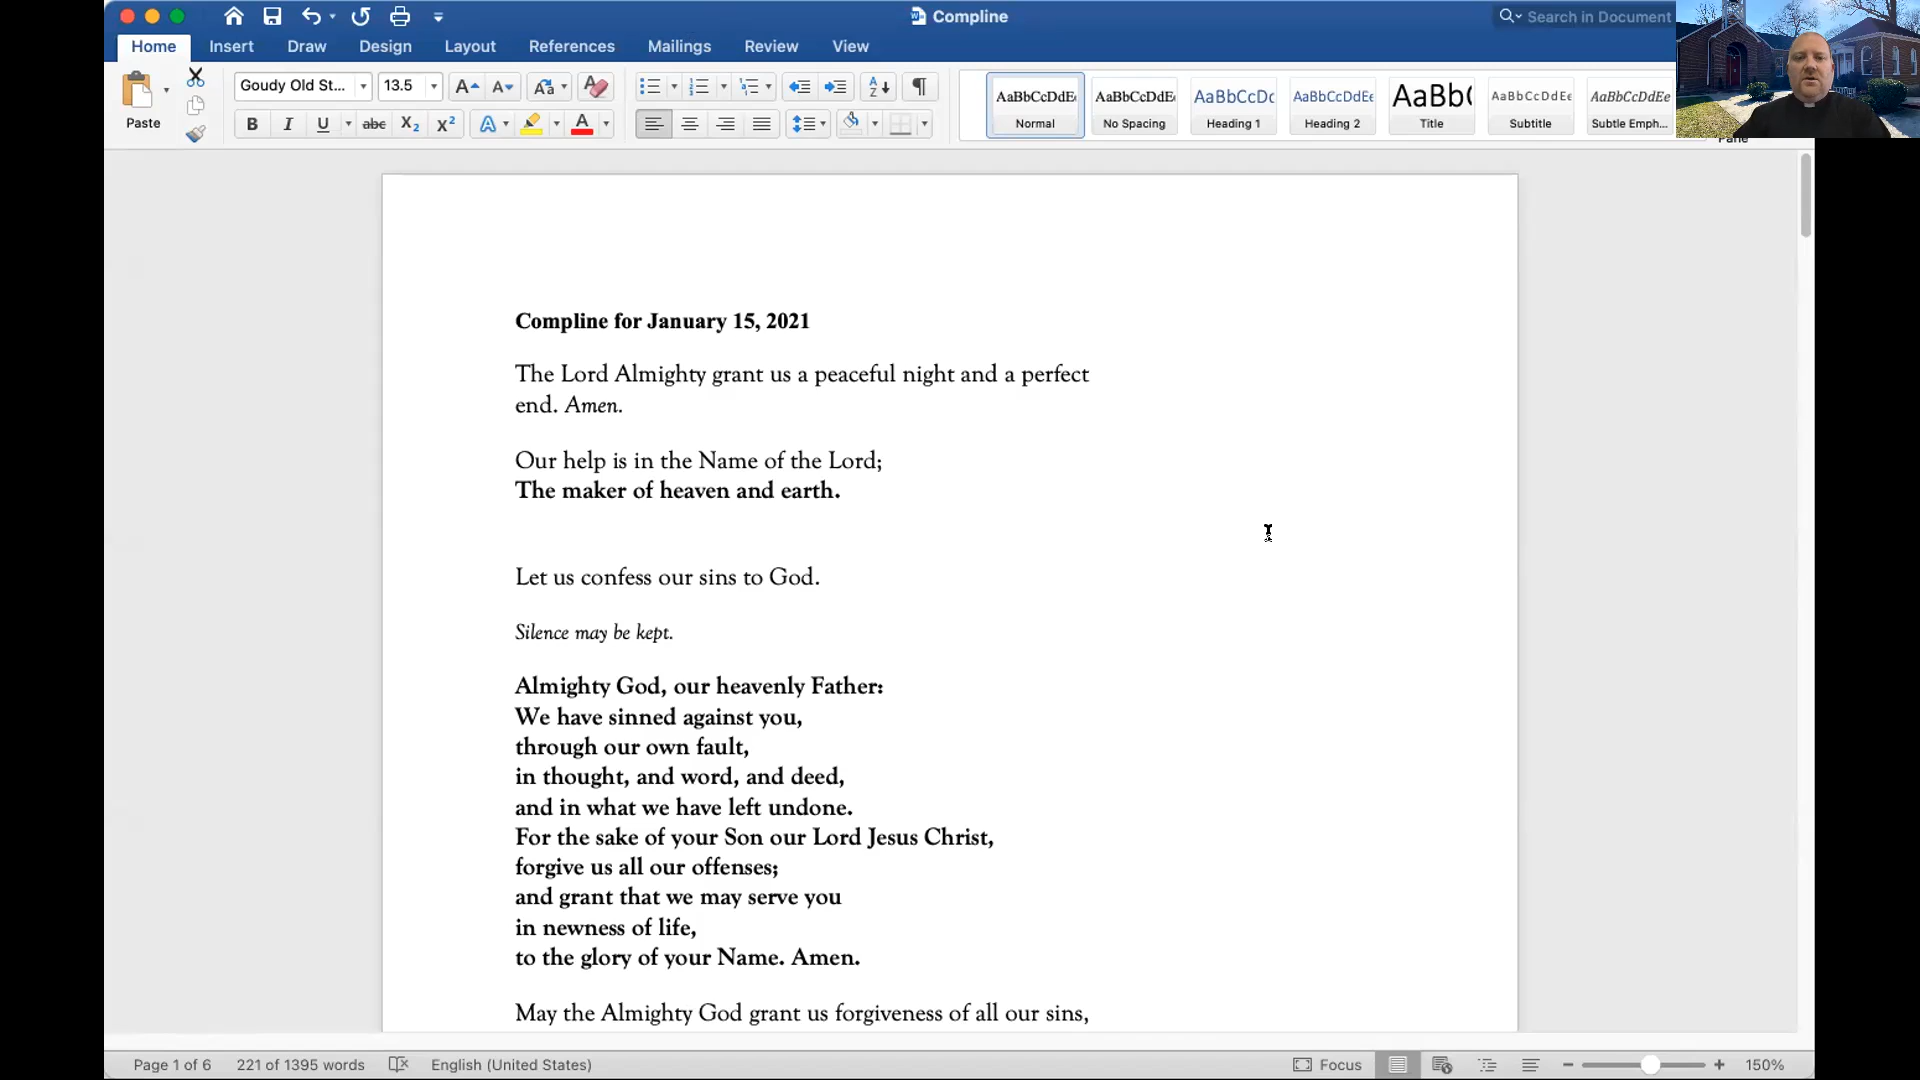 Compline
Search in Document
Home Insert Draw Design Layout References Mailings Review View
Paste
Goudy Old St... 13.5
AaBbCcDdE
Normal
AaBbCcDdE
No Spacing
AaBbCcDc
Heading 1
AaBbCcDdEe
Heading 2
AaBb(
Title
AaBbCcDdEe
Subtitle
AaBbCcDdEe
Subtle Emph...
Pane
Compline for January 15, 2021
The Lord Almighty grant us a peaceful night and a perfect
end. Amen.
Our help is in the Name of the Lord;
The maker of heaven and earth.
Let us confess our sins to God.
Silence may be kept.
Almighty God, our heavenly Father:
We have sinned against you,
through our own fault,
in thought, and word, and deed,
and in what we have left undone.
For the sake of your Son our Lord Jesus Christ,
forgive us all our offenses;
and grant that we may serve you
in newness of life,
to the glory of your Name. Amen.
May the Almighty God grant us forgiveness of all our sins,
Page 1 of 6 221 of 1395 words English (United States) Focus 150%